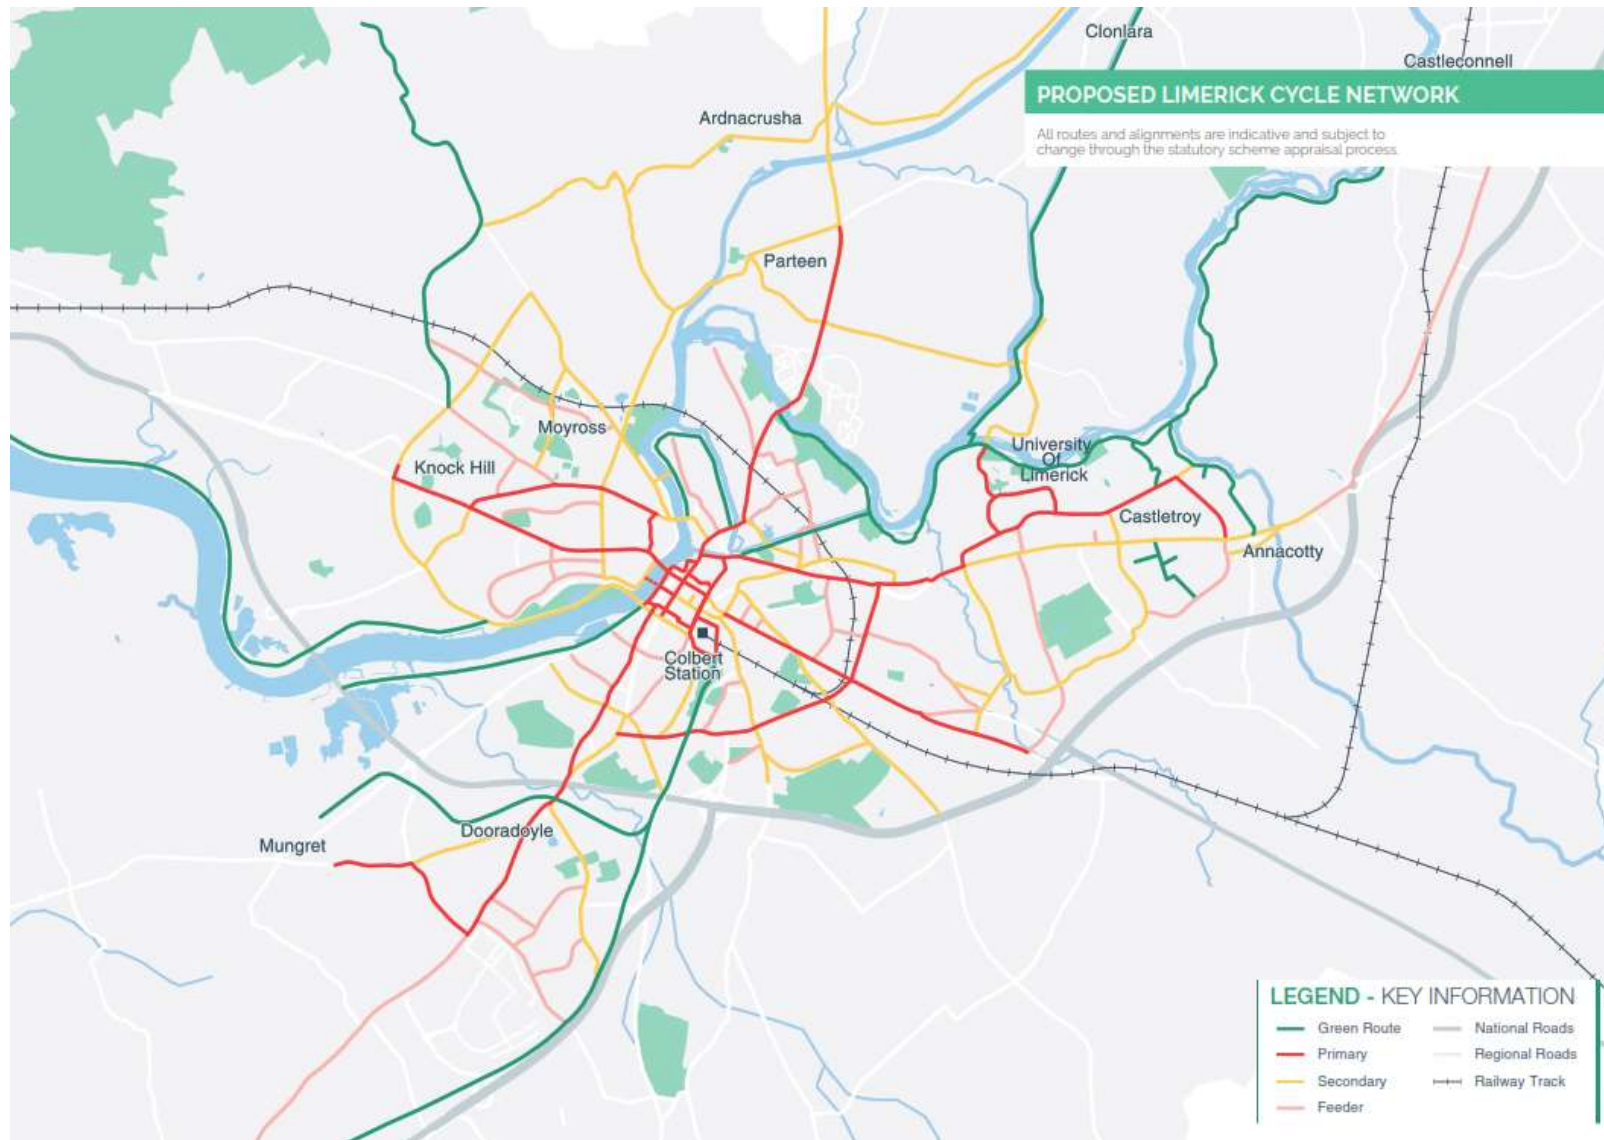 Clonlara
Castleconnell
PROPOSED LIMERICK CYCLE NETWORK
All routes and alignments are indicative and subject to
change through the statutory scheme appraisal process.
Ardnacrusha
Parteen
Moyross
Knock Hill
University
Of
Limerick
Castletroy
Annacotty
Colbert
Station
Dooradoyle
Mungret
LEGEND - KEY INFORMATION
Green Route
Primary
Secondary
Feeder
National Roads
Regional Roads
Railway Track